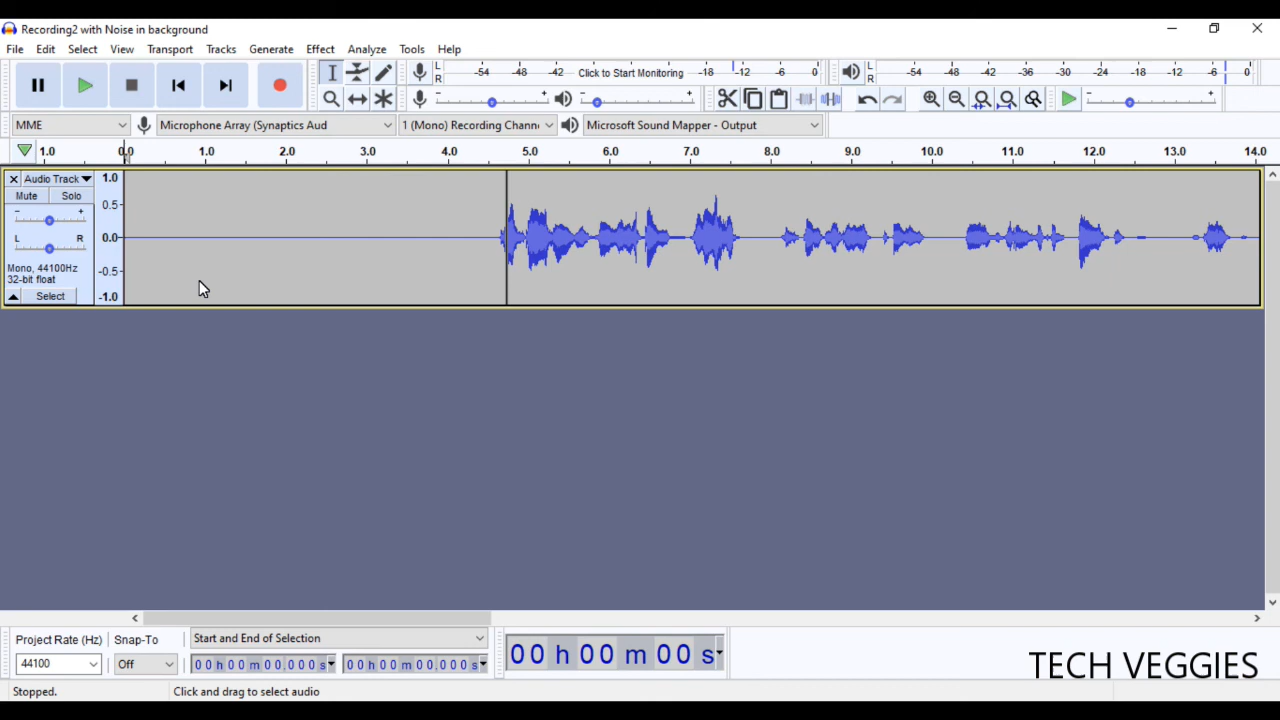 Recording2 with Noise in background
File Edit Select View Transport Tracks Generate Effect Analyze Tools Help
L R -54 -48 -42 Click to Start Monitoring -18 -12 -6 0 L R -54 -48 -42 -36 -30 -24 -18 -12 -6 0
- + - + - +
MME Microphone Array (Synaptics Aud 1 (Mono) Recording Chann Microsoft Sound Mapper - Output
1.0 0.0 1.0 2.0 3.0 4.0 5.0 6.0 7.0 8.0 9.0 10.0 11.0 12.0 13.0 14.0
Audio Track 1.0
Mute Solo 0.5
- +
L R 0.0
Mono, 44100Hz -0.5
32-bit float
Select -1.0
Project Rate (Hz) Snap-To Start and End of Selection
44100 Off 00 h 00 m 00.000 s 00 h 00 m 00.000 s 00 h 00 m 00 s
TECH VEGGIES
Stopped. Click and drag to select audio